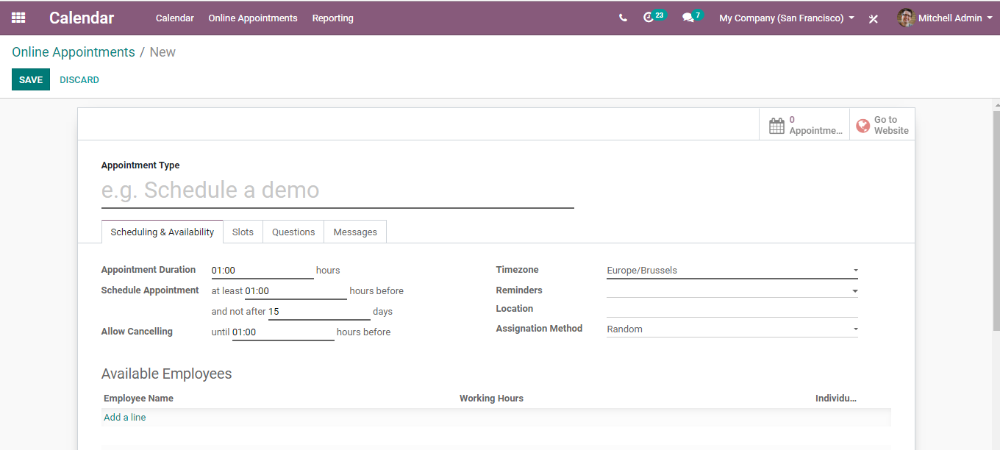 Calendar Calendar Online Appointments Reporting 23 7 My Company (San Francisco) Mitchell Admin
Online Appointments / New
SAVE DISCARD
0 Appointme...
Go to Website
Appointment Type
e.g. Schedule a demo
Scheduling & Availability Slots Questions Messages
Appointment Duration 01:00 hours
Schedule Appointment at least 01:00 hours before
and not after 15 days
Allow Cancelling until 01:00 hours before
Timezone Europe/Brussels
Reminders
Location
Assignation Method Random
Available Employees
Employee Name Working Hours Individu...
Add a line